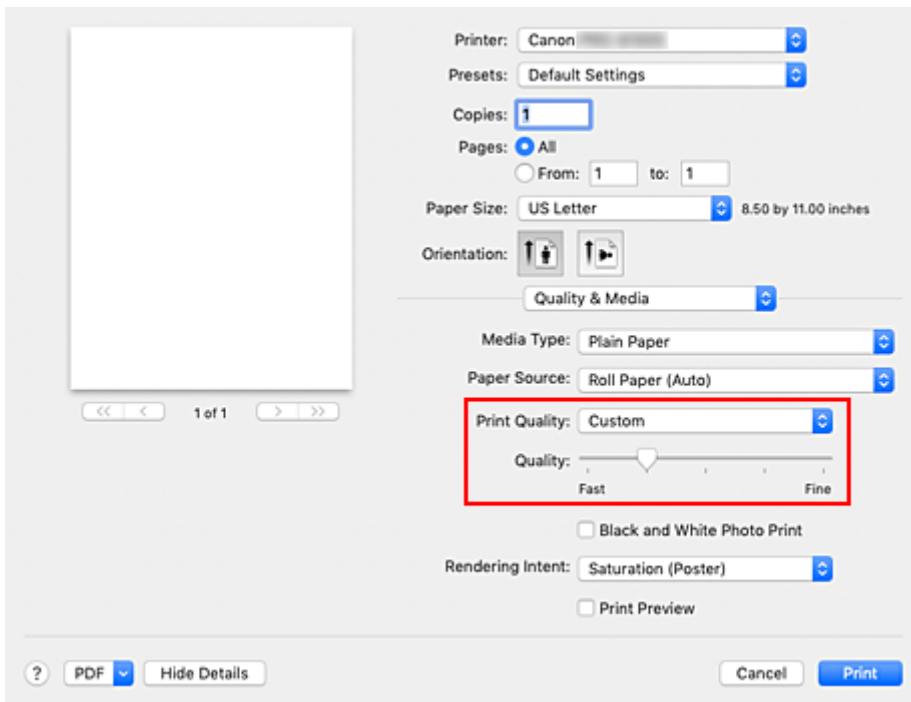 Printer: Canon
Presets: Default Settings
Copies: 1
Pages: All
From: 1 to: 1
Paper Size: US Letter 8.50 by 11.00 inches
Orientation:
Quality & Media
Media Type: Plain Paper
Paper Source: Roll Paper (Auto)
<< < 1 of 1 > >>
Print Quality: Custom
Quality:
Fast Fine
Black and White Photo Print
Rendering Intent: Saturation (Poster)
Print Preview
? PDF Hide Details Cancel Print